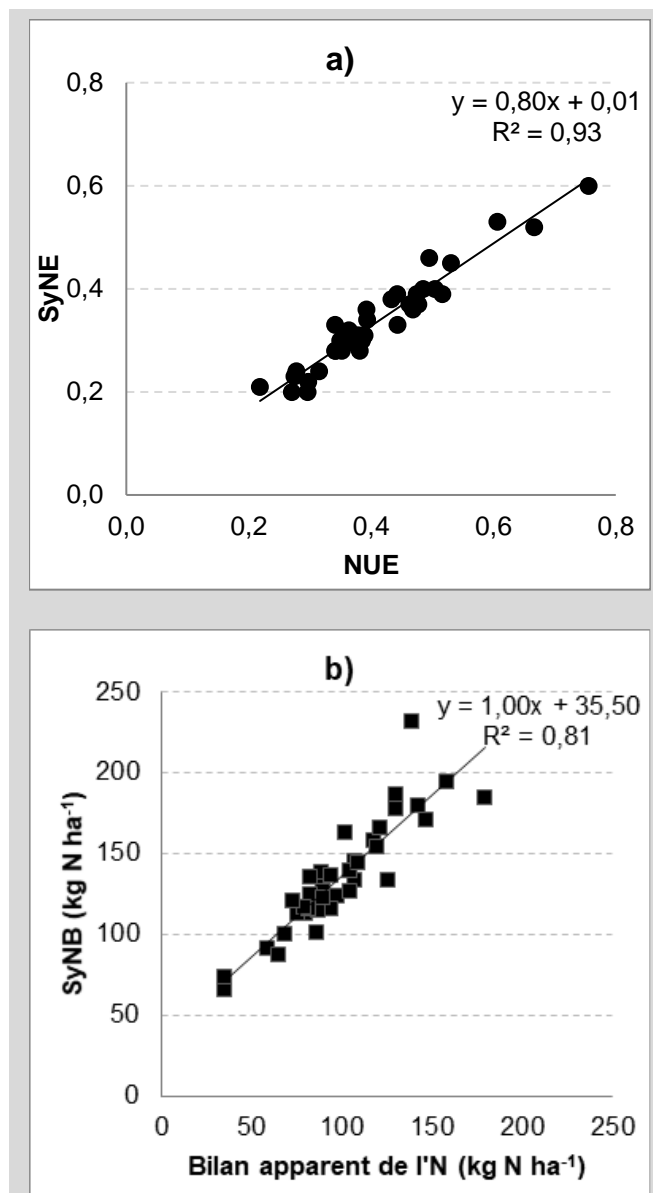 a)
y = 0,80x + 0,01
R² = 0,93
0,8
0,6
0,4
0,2
0,0
SyNE
0,0 0,2 0,4 0,6 0,8
NUE
b)
y = 1,00x + 35,50
R² = 0,81
250
200
150
100
50
0
SyNB (kg N ha⁻¹)
0 50 100 150 200 250
Bilan apparent de l'N (kg N ha⁻¹)